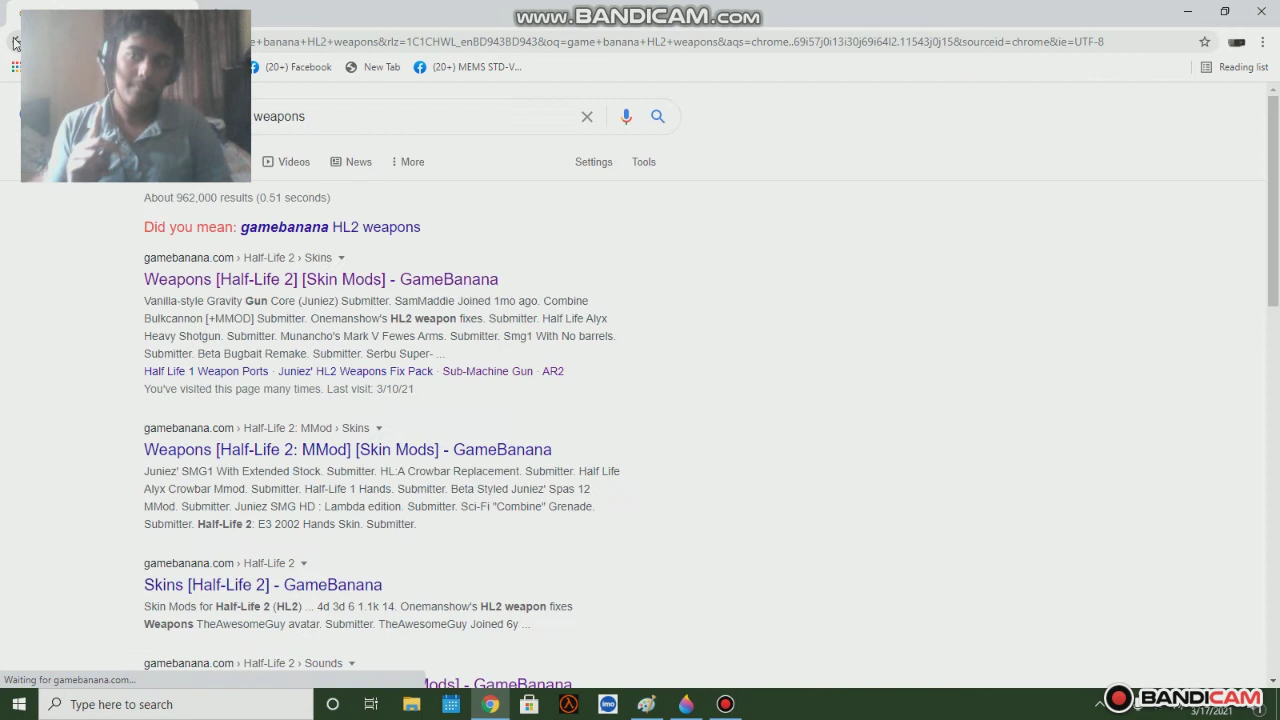 www.BANDICAM.com
e+banana+HL2+weapons&rlz=1C1CHWL_enBD943BD943&oq=game+banana+HL2+weapons&aqs=chrome..69i57j0i13i30j69i64l2.11543j0j15&sourceid=chrome&ie=UTF-8
(20+) Facebook
New Tab
(20+) MEMS STD-V...
Reading list
weapons
Videos
News
More
Settings
Tools
About 962,000 results (0.51 seconds)
Did you mean: gamebanana HL2 weapons
gamebanana.com › Half-Life 2 › Skins
Weapons [Half-Life 2] [Skin Mods] - GameBanana
Vanilla-style Gravity Gun Core (Juniez) Submitter. SamMaddie Joined 1mo ago. Combine
Bulkcannon [+MMOD] Submitter. Onemanshow's HL2 weapon fixes. Submitter. Half Life Alyx
Heavy Shotgun. Submitter. Munancho's Mark V Fewes Arms. Submitter. Smg1 With No barrels.
Submitter. Beta Bugbait Remake. Submitter. Serbu Super- ...
Half Life 1 Weapon Ports · Juniez' HL2 Weapons Fix Pack · Sub-Machine Gun · AR2
You've visited this page many times. Last visit: 3/10/21
gamebanana.com › Half-Life 2: MMod › Skins
Weapons [Half-Life 2: MMod] [Skin Mods] - GameBanana
Juniez' SMG1 With Extended Stock. Submitter. HL:A Crowbar Replacement. Submitter. Half Life
Alyx Crowbar Mmod. Submitter. Half-Life 1 Hands. Submitter. Beta Styled Juniez' Spas 12
MMod. Submitter. Juniez SMG HD : Lambda edition. Submitter. Sci-Fi "Combine" Grenade.
Submitter. Half-Life 2: E3 2002 Hands Skin. Submitter.
gamebanana.com › Half-Life 2
Skins [Half-Life 2] - GameBanana
Skin Mods for Half-Life 2 (HL2) ... 4d 3d 6 1.1k 14. Onemanshow's HL2 weapon fixes
Weapons TheAwesomeGuy avatar. Submitter. TheAwesomeGuy Joined 6y ...
gamebanana.com › Half-Life 2 › Sounds
Mods] - GameBanana
Waiting for gamebanana.com...
Type here to search
imo
BANDICAM
3/17/2021